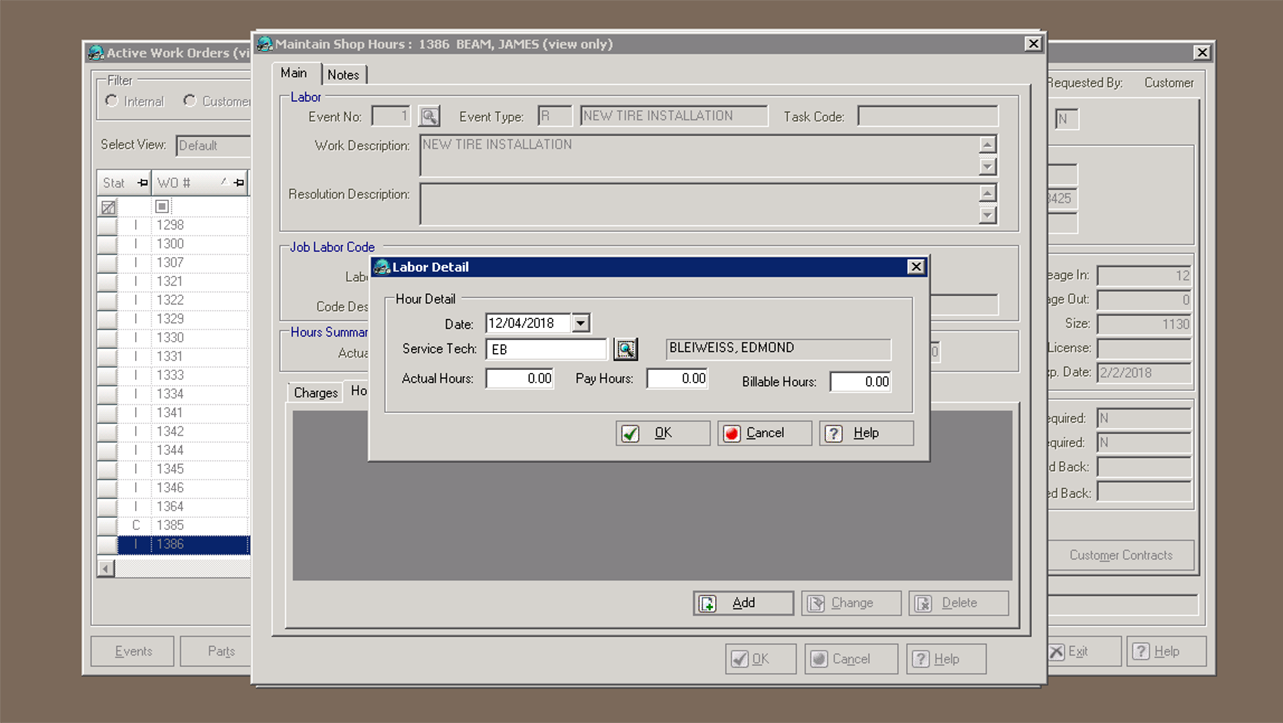 Active Work Orders (vi
Filter
Internal
Customer
Select View: Default
Stat WO #
I 1298
I 1300
I 1307
I 1321
I 1322
I 1329
I 1330
I 1331
I 1333
I 1334
I 1341
I 1342
I 1344
I 1345
I 1346
I 1364
C 1385
I 1386
Events
Parts
Maintain Shop Hours : 1386 BEAM, JAMES (view only)
Main Notes
Labor
Event No: 1 Event Type: R NEW TIRE INSTALLATION Task Code:
Work Description: NEW TIRE INSTALLATION
Resolution Description:
Job Labor Code
Labo
Code Des
Hours Summar
Actua
0
Charges Ho
Labor Detail
Hour Detail
Date: 12/04/2018
Service Tech: EB BLEIWEISS, EDMOND
Actual Hours: 0.00 Pay Hours: 0.00 Billable Hours: 0.00
OK Cancel Help
Add Change Delete
OK Cancel Help
Requested By: Customer
N
3425
eage In: 12
age Out: 0
Size: 1130
License:
xp. Date: 2/2/2018
equired: N
equired: N
d Back:
ed Back:
Customer Contracts
Exit Help